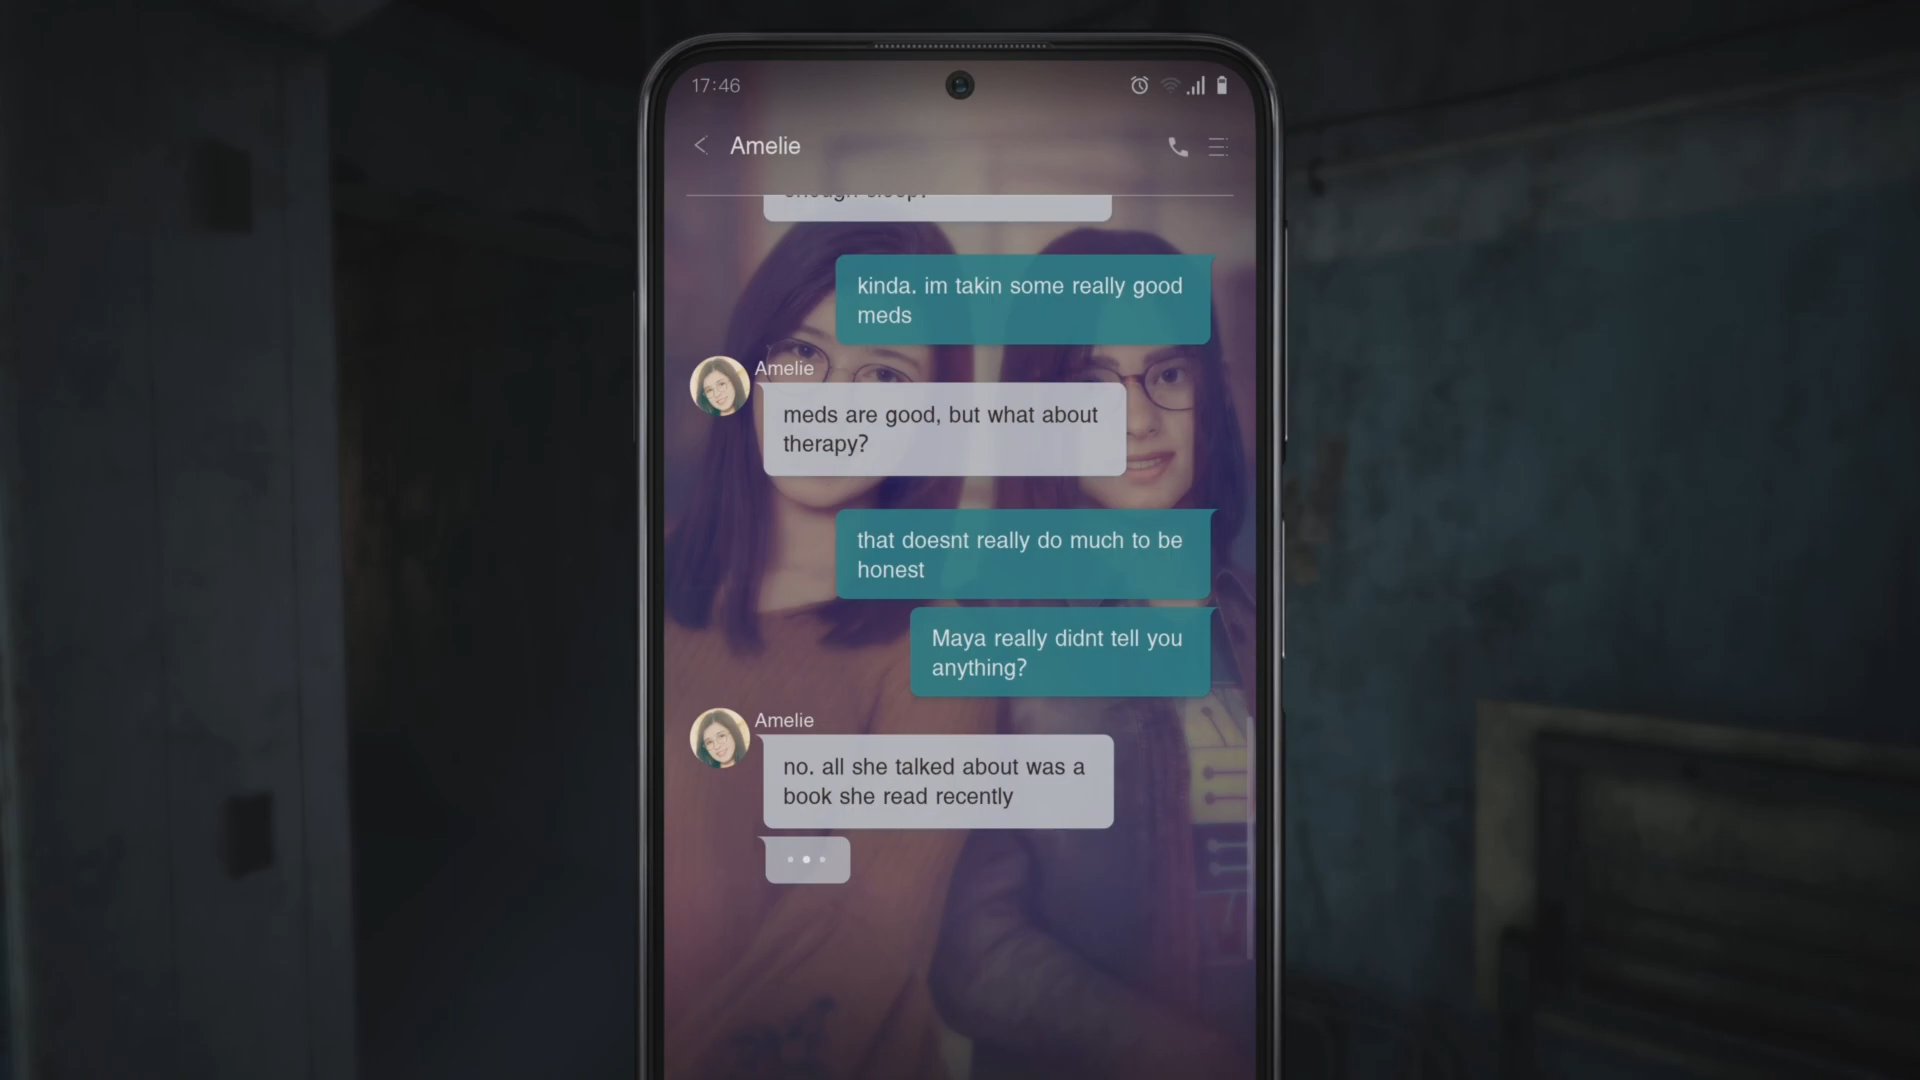 17:46
Amelie
enough sleep?
kinda. im takin some really good
meds
Amelie
meds are good, but what about
therapy?
that doesnt really do much to be
honest
Maya really didnt tell you
anything?
Amelie
no. all she talked about was a
book she read recently